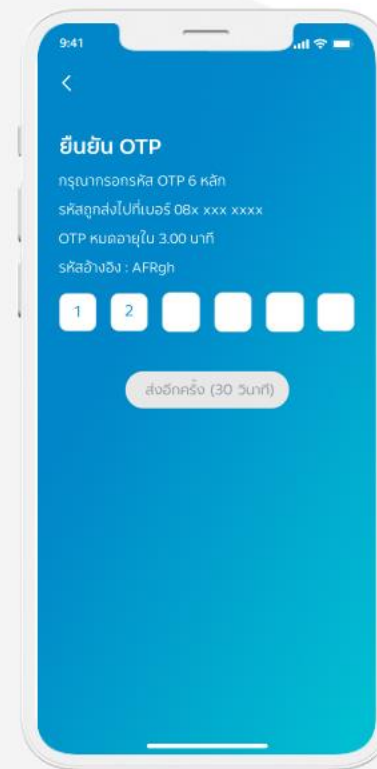 9:41
ยืนยัน OTP
กรุณากรอกรหัส OTP 6 หลัก
รหัสถูกส่งไปที่เบอร์ 08x xxx xxxx
OTP หมดอายุใน 3.00 นาที
รหัสอ้างอิง : AFRgh
1 2
ส่งอีกครั้ง (30 วินาที)